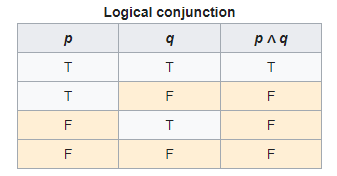 Logical conjunction
p q p ∧ q
T T T
T F F
F T F
F F F